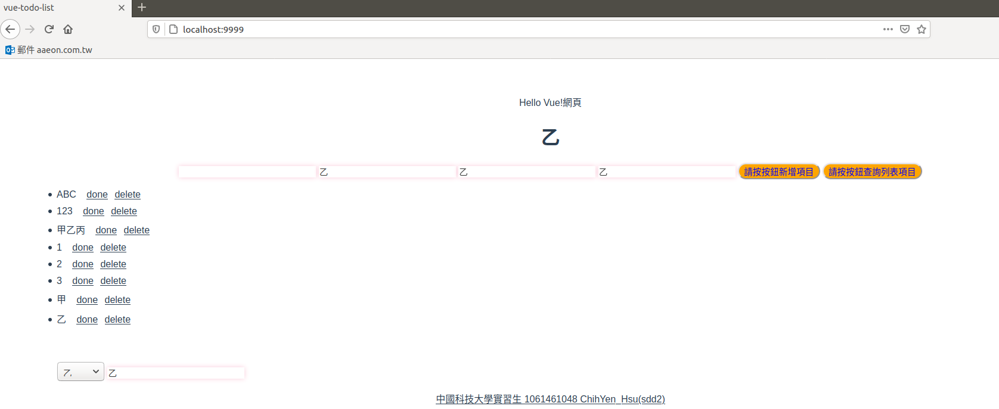 vue-todo-list
localhost:9999
郵件 aaeon.com.tw
Hello Vue!網頁
乙
乙 乙 乙 請按按鈕新增項目 請按按鈕查詢列表項目
ABC done delete
123 done delete
甲乙丙 done delete
1 done delete
2 done delete
3 done delete
甲 done delete
乙 done delete
乙 乙
中國科技大學實習生 1061461048 ChihYen_Hsu(sdd2)